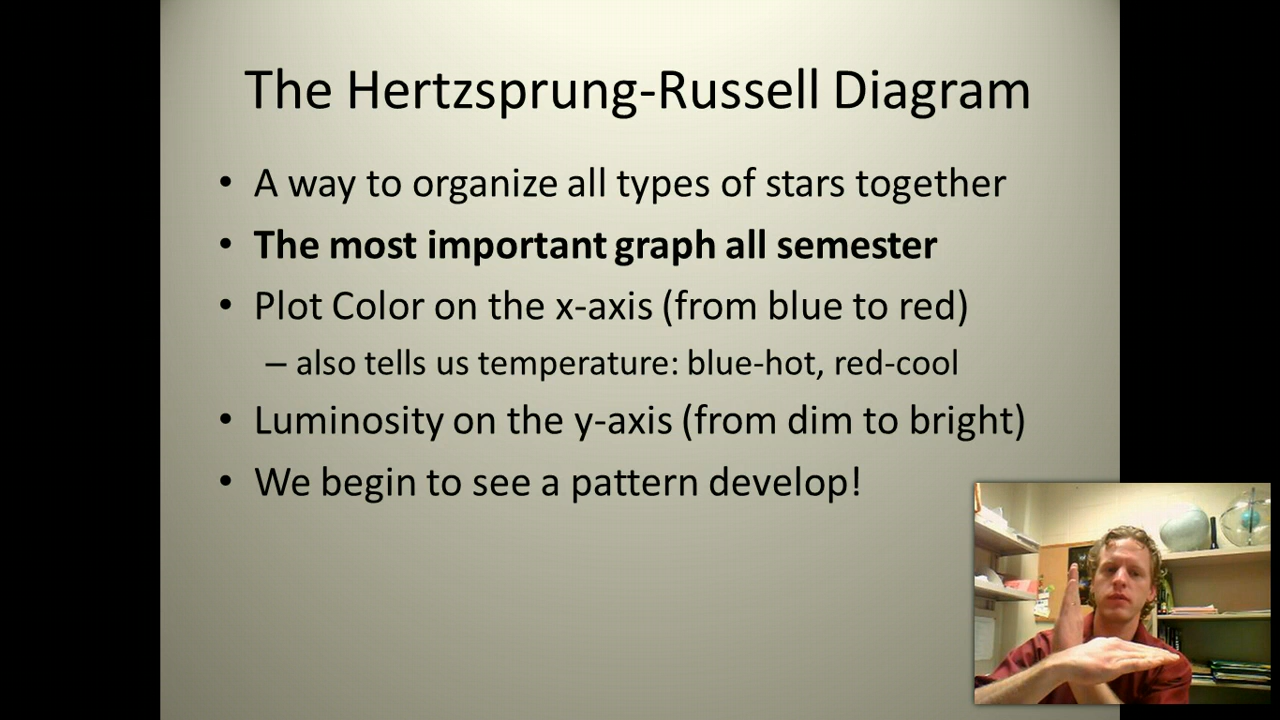 The Hertzsprung-Russell Diagram
• A way to organize all types of stars together
• The most important graph all semester
• Plot Color on the x-axis (from blue to red)
– also tells us temperature: blue-hot, red-cool
• Luminosity on the y-axis (from dim to bright)
• We begin to see a pattern develop!